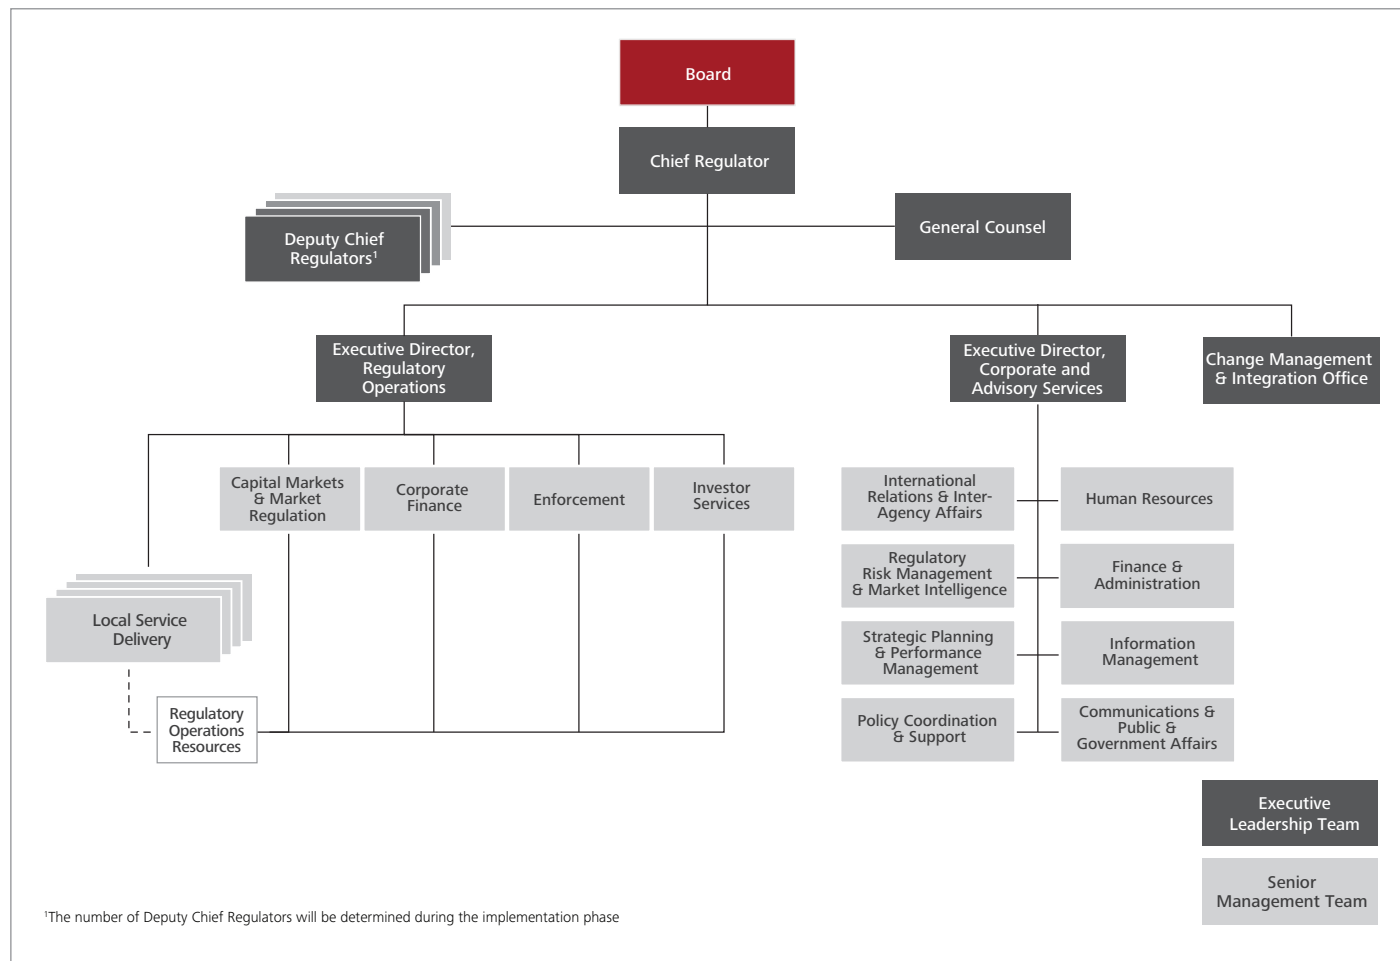 Board
Chief Regulator
Deputy Chief
Regulators¹
General Counsel
Executive Director,
Regulatory
Operations
Executive Director,
Corporate and
Advisory Services
Change Management
& Integration Office
Capital Markets
& Market
Regulation
Corporate
Finance
Enforcement
Investor
Services
International
Relations & Inter-
Agency Affairs
Human Resources
Regulatory
Risk Management
& Market Intelligence
Finance &
Administration
Local Service
Delivery
Strategic Planning
& Performance
Management
Information
Management
Regulatory
Operations
Resources
Policy Coordination
& Support
Communications &
Public &
Government Affairs
Executive
Leadership Team
Senior
Management Team
¹The number of Deputy Chief Regulators will be determined during the implementation phase